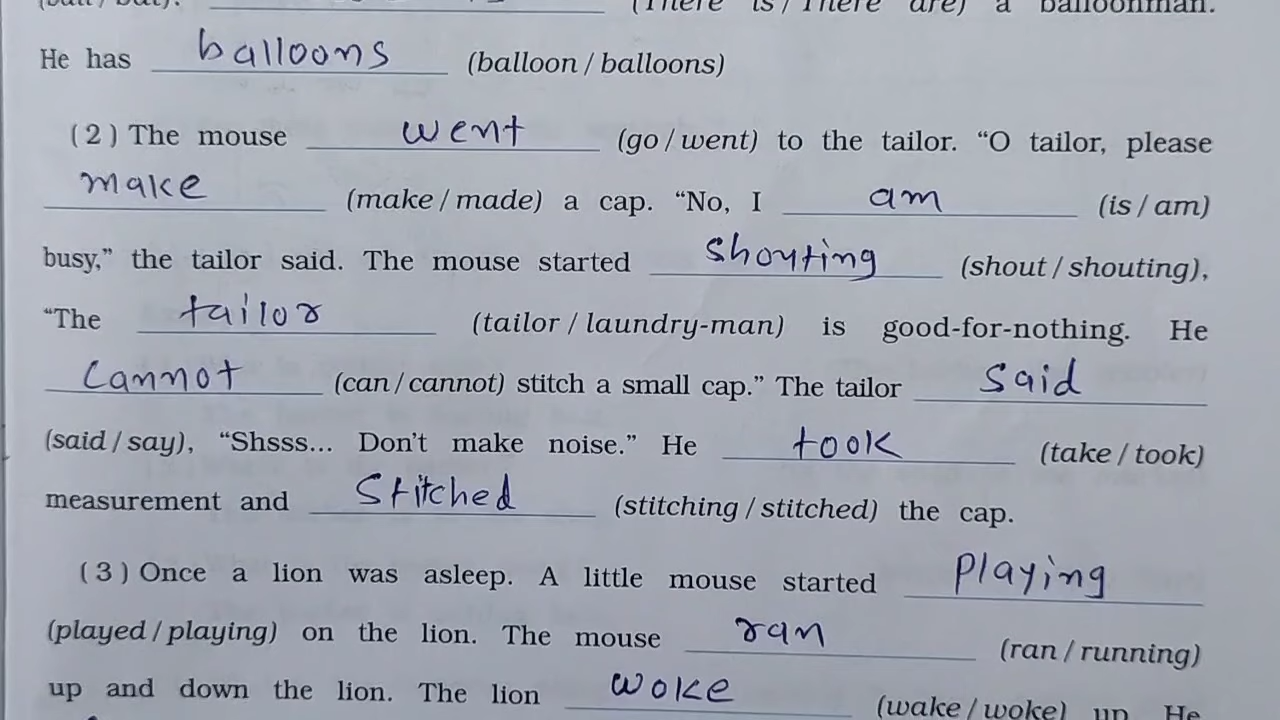 (There is / There are) a balloonman.
He has balloons (balloon / balloons)
(2) The mouse went (go / went) to the tailor. “O tailor, please
make (make / made) a cap. “No, I am (is / am)
busy,” the tailor said. The mouse started shouting (shout / shouting),
“The tailor (tailor / laundry-man) is good-for-nothing. He
cannot (can / cannot) stitch a small cap.” The tailor said
(said / say), “Shsss... Don’t make noise.” He took (take / took)
measurement and stitched (stitching / stitched) the cap.
(3) Once a lion was asleep. A little mouse started playing
(played / playing) on the lion. The mouse ran (ran / running)
up and down the lion. The lion woke (wake / woke) up. He